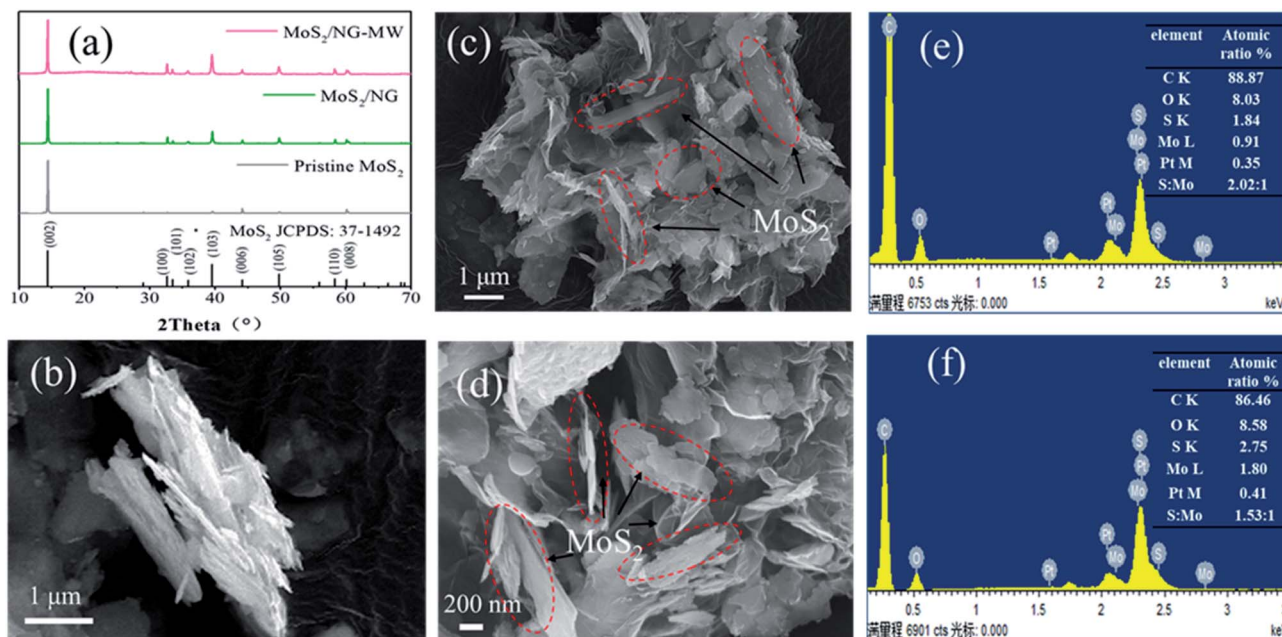 (a)
MoS2/NG-MW
MoS2/NG
Pristine MoS2
MoS2 JCPDS: 37-1492
(002)
(100)
(101)
(102)
(103)
(006)
(105)
(110)
(008)
10 20 30 40 50 60 70
2Theta (°)
(b)
1 μm
(c)
MoS2
1 μm
(d)
MoS2
200 nm
(e)
element Atomic
ratio %
C K 88.87
O K 8.03
S K 1.84
Mo L 0.91
Pt M 0.35
S:Mo 2.02:1
C
O
Pt
Pt
Mo
S
Mo
Pt
S
Mo
0.5 1 1.5 2 2.5 3
满量程 6753 cts 光标: 0.000 keV
(f)
element Atomic
ratio %
C K 86.46
O K 8.58
S K 2.75
Mo L 1.80
Pt M 0.41
S:Mo 1.53:1
C
O
Pt
Pt
Mo
S
Pt
Mo
S
Mo
0.5 1 1.5 2 2.5 3
满量程 6901 cts 光标: 0.000 keV